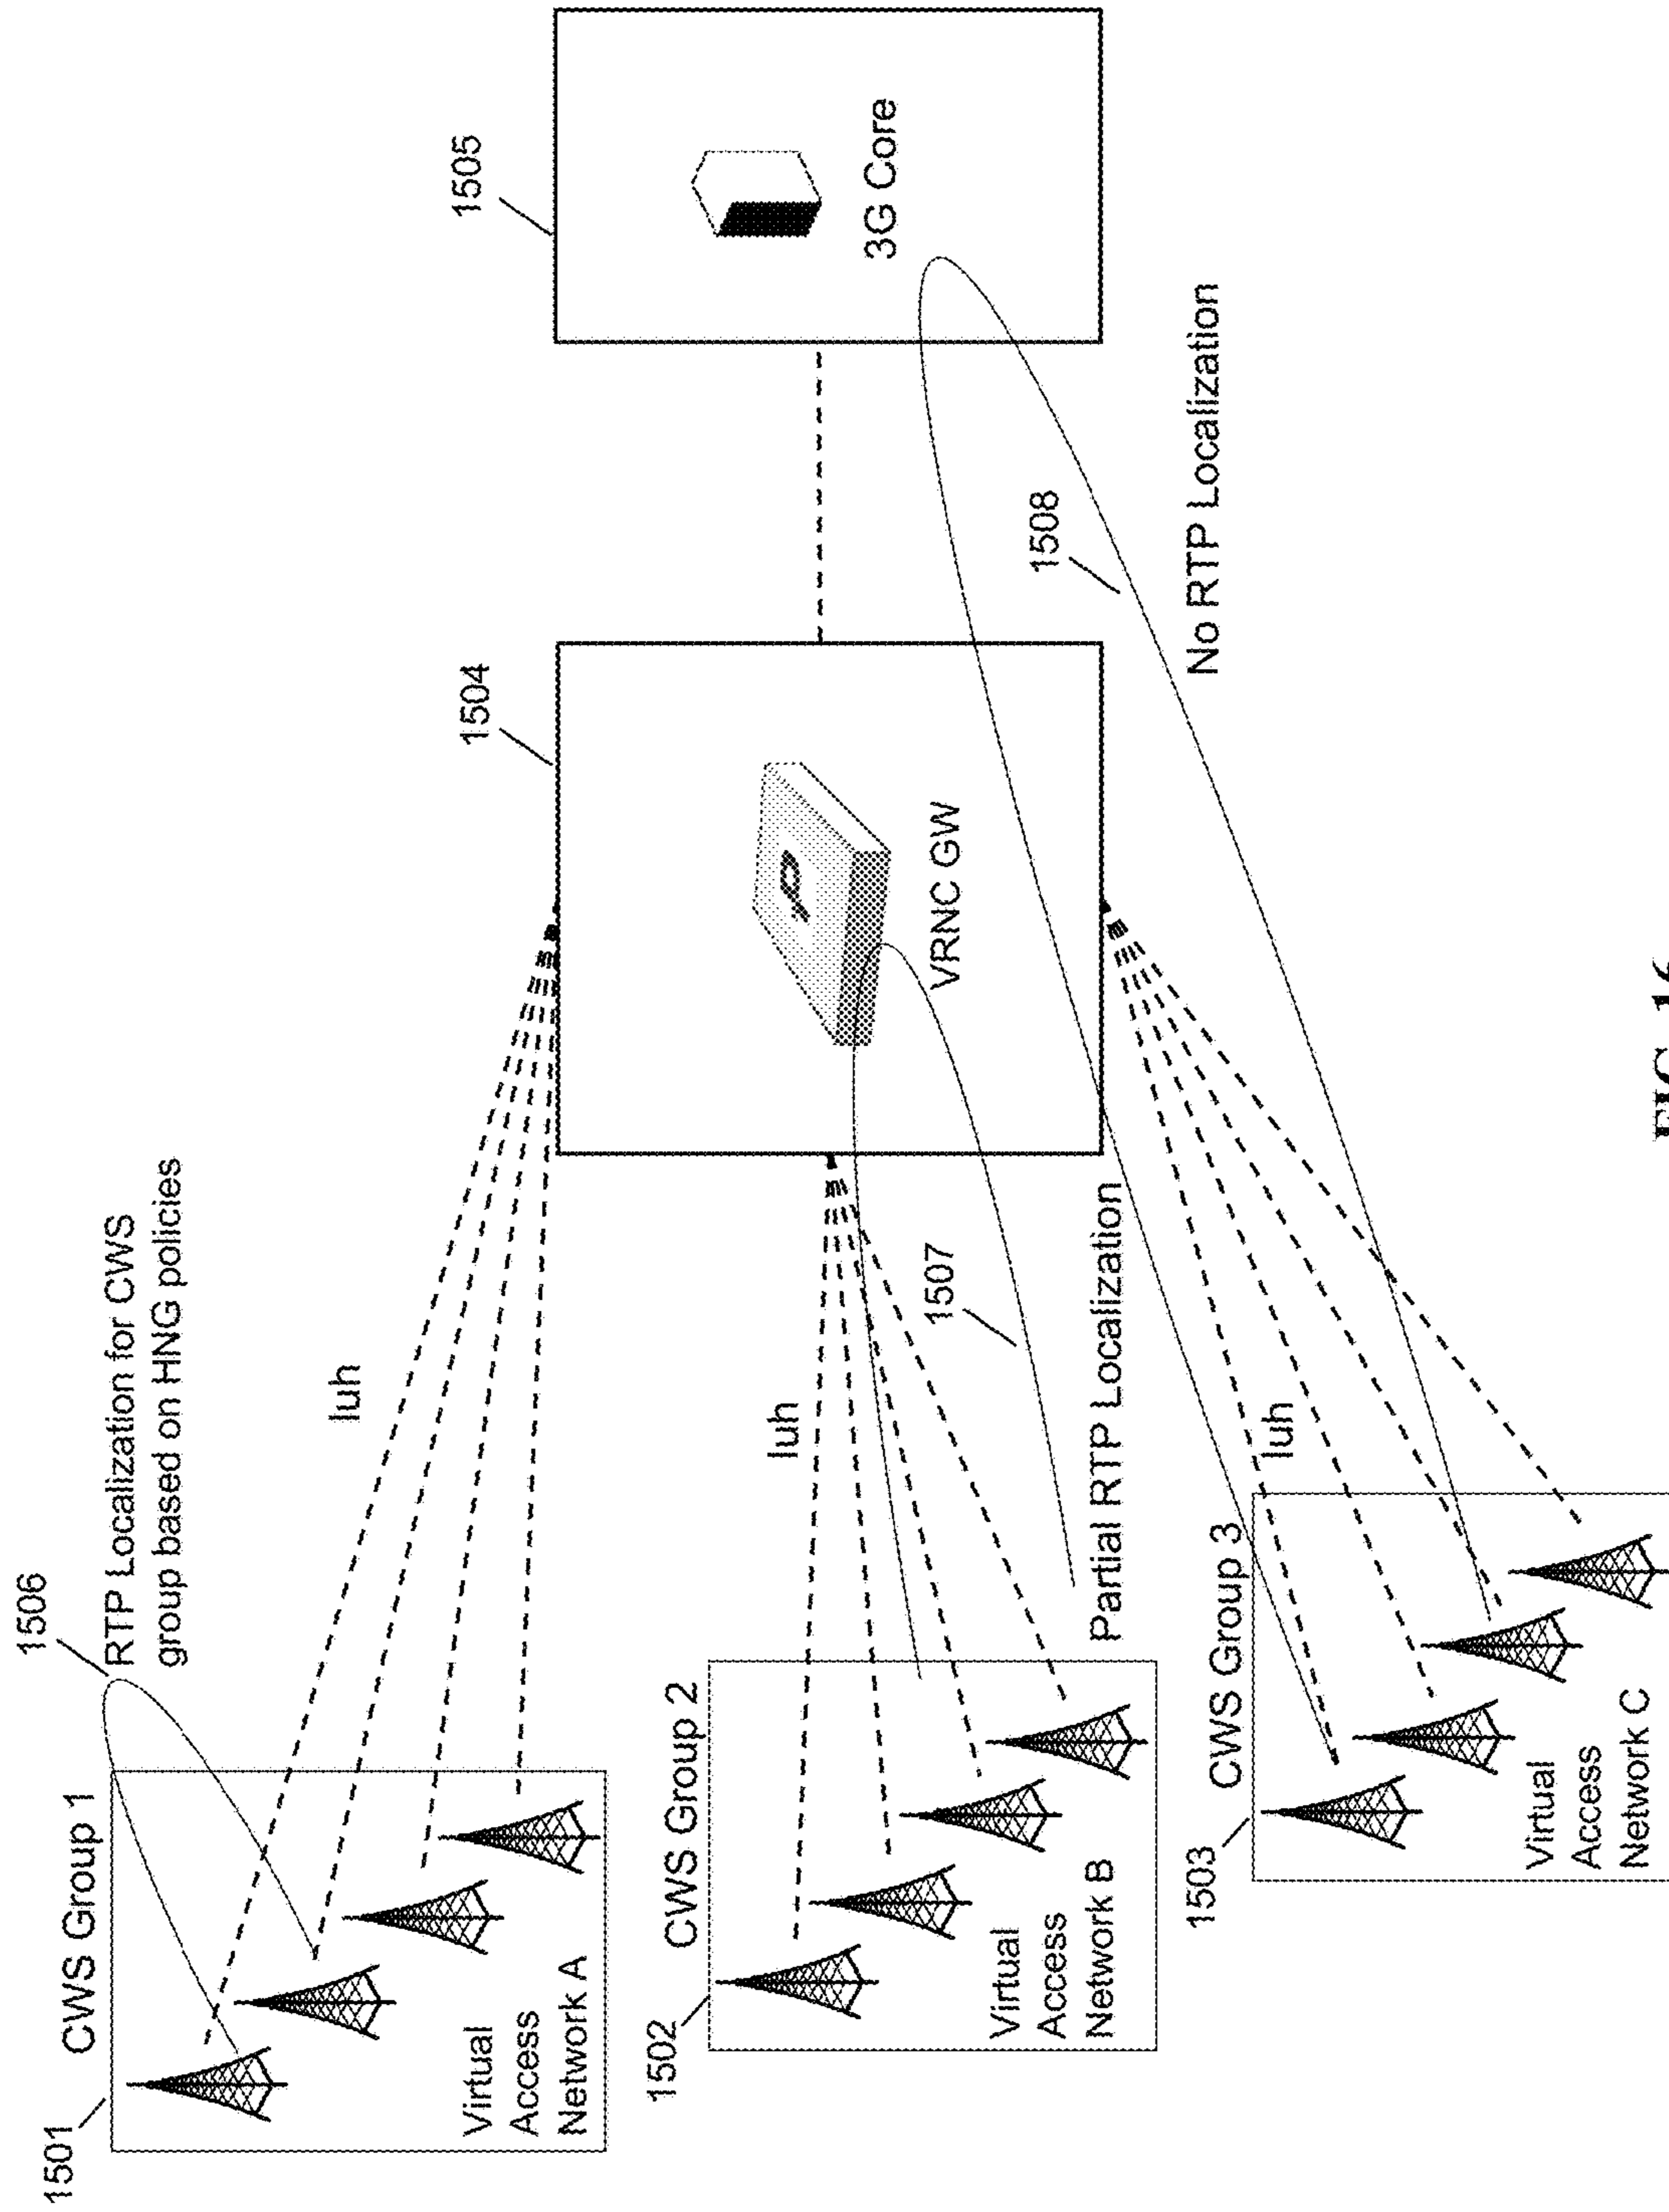 1501
CWS Group 1
Virtual
Access
Network A
1506
RTP Localization for CWS
group based on HNG policies
Iuh
1502
CWS Group 2
Virtual
Access
Network B
Iuh
1507
Partial RTP Localization
1503
CWS Group 3
Virtual
Access
Network C
Iuh
1504
VRNC GW
1508
No RTP Localization
1505
3G Core
FIG. 16